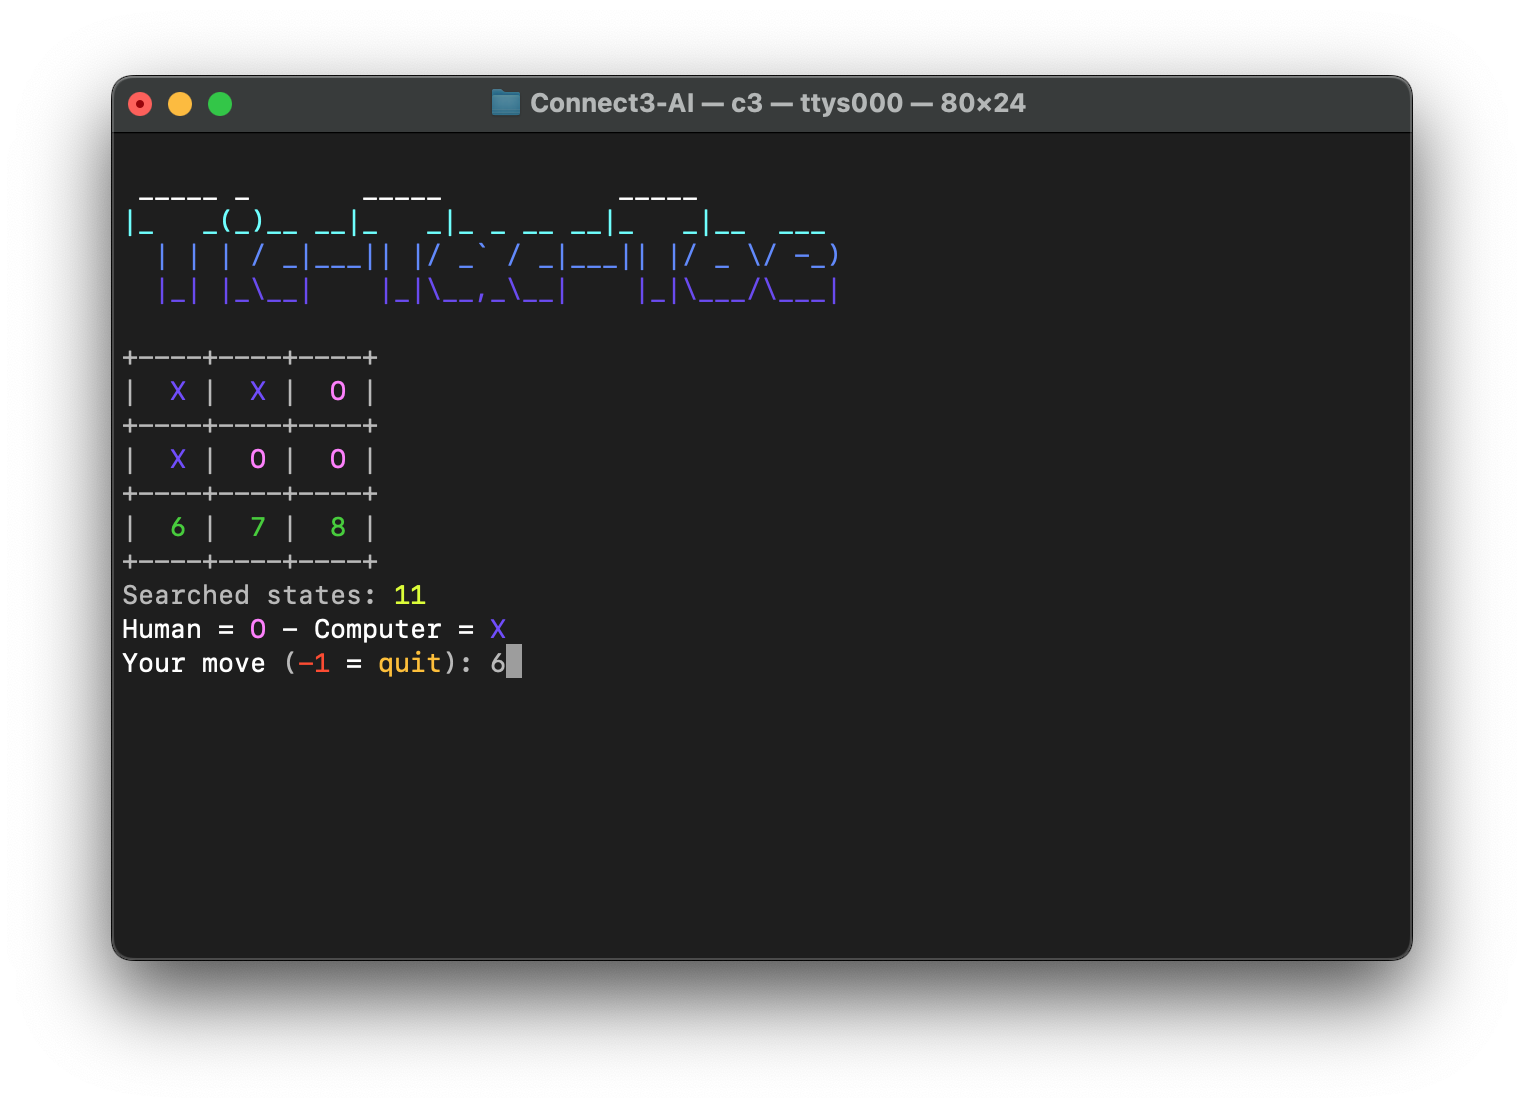 Connect3-AI — c3 — ttys000 — 80×24
 _____ _       _____           _____
|_   _(_)__ __|_   _|_ _ __ __|_   _|__  ___
  | | | / _|___|| |/ _` / _|___|| |/ _ \/ -_)
  |_| |_\__|    |_|\__,_\__|    |_|\___/\___|
+----+----+----+
|  X |  X |  O |
+----+----+----+
|  X |  O |  O |
+----+----+----+
|  6 |  7 |  8 |
+----+----+----+
Searched states: 11
Human = O - Computer = X
Your move (-1 = quit): 6